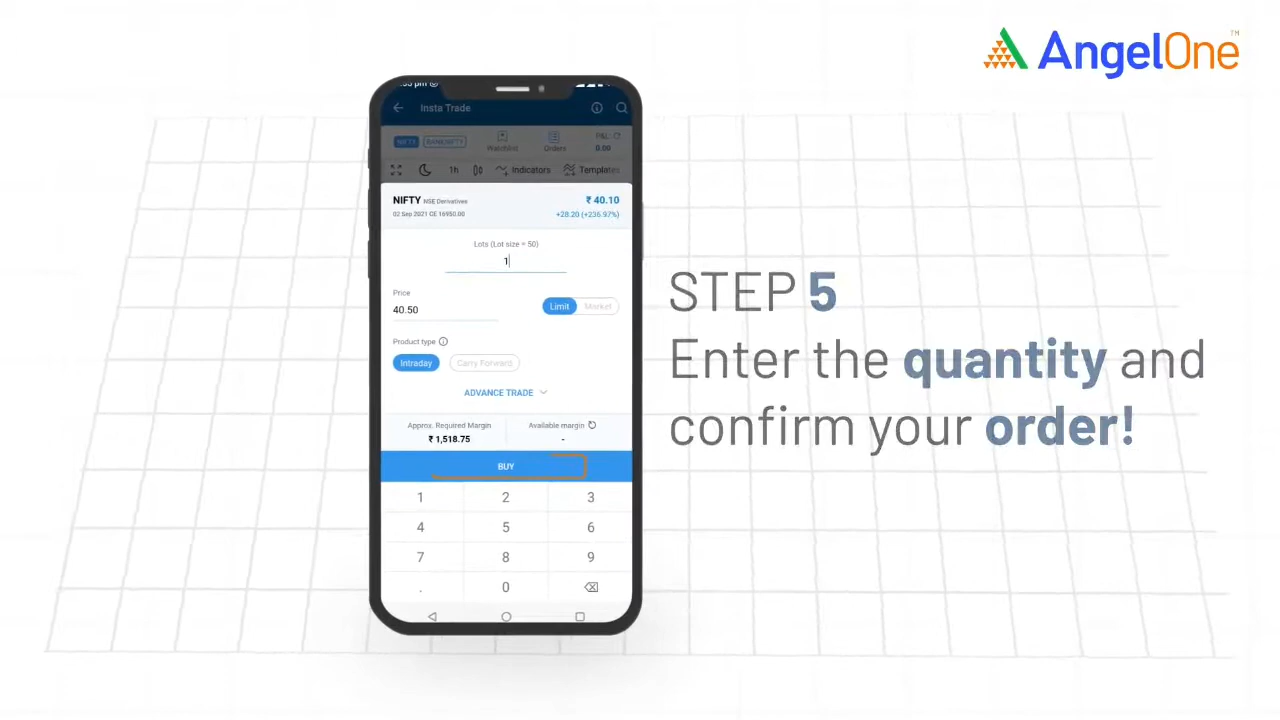 AngelOne™
Insta Trade
NIFTY BANKNIFTY Watchlist Orders P&L 0.00
1h Indicators Templates
NIFTY NSE Derivatives ₹ 40.10
02 Sep 2021 CE 16950.00 +28.20 (+236.97%)
Lots (Lot size = 50)
1
Price
40.50 Limit Market
Product type
Intraday Carry Forward
ADVANCE TRADE
Approx. Required Margin Available margin
₹ 1,518.75 -
BUY
1 2 3
4 5 6
7 8 9
. 0
STEP 5
Enter the quantity and
confirm your order!